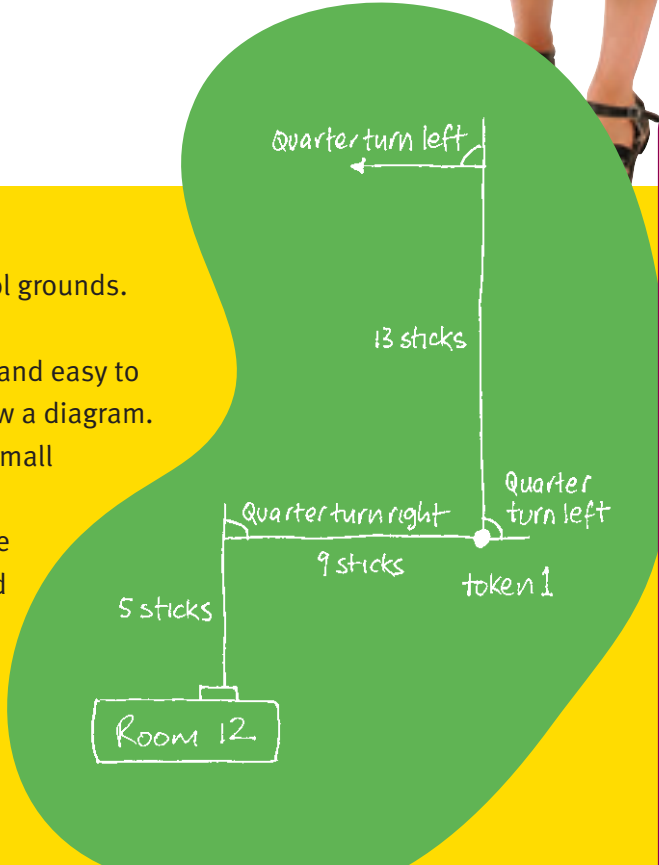 ol grounds.
and easy to
w a diagram.
mall
e
d
Quarter turn left
13 sticks
Quarter
turn left
Quarter turn right
9 sticks
token 1
5 sticks
Room 12